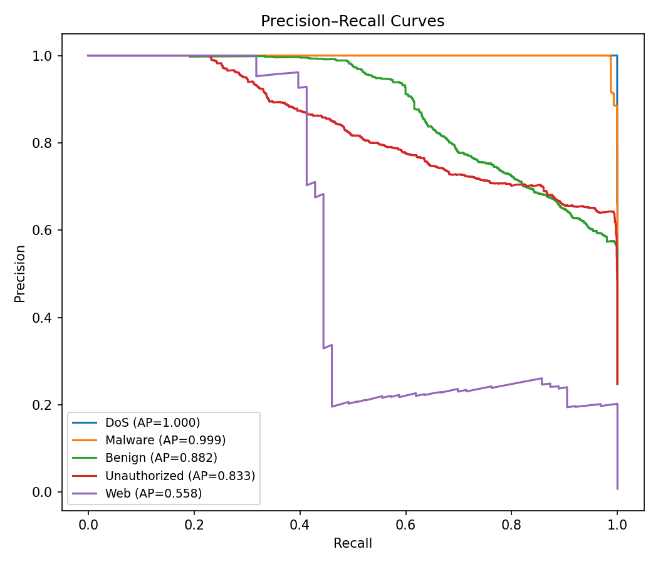 Precision–Recall Curves
Precision
1.0
0.8
0.6
0.4
0.2
0.0
DoS (AP=1.000)
Malware (AP=0.999)
Benign (AP=0.882)
Unauthorized (AP=0.833)
Web (AP=0.558)
0.0 0.2 0.4 0.6 0.8 1.0
Recall